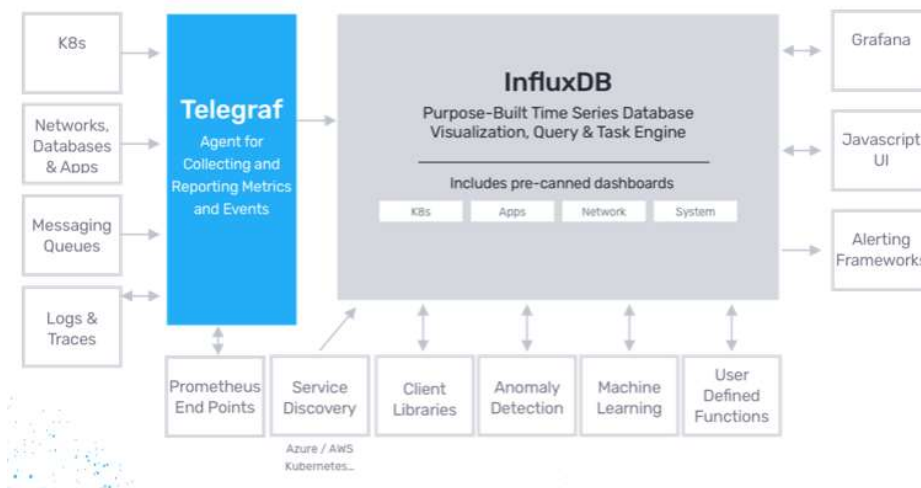 K8s
Networks,
Databases
& Apps
Messaging
Queues
Logs &
Traces
Telegraf
Agent for
Collecting and
Reporting Metrics
and Events
InfluxDB
Purpose-Built Time Series Database
Visualization, Query & Task Engine
Includes pre-canned dashboards
K8s
Apps
Network
System
Grafana
Javascript
UI
Alerting
Frameworks
Prometheus
End Points
Service
Discovery
Azure / AWS
Kubernetes...
Client
Libraries
Anomaly
Detection
Machine
Learning
User
Defined
Functions